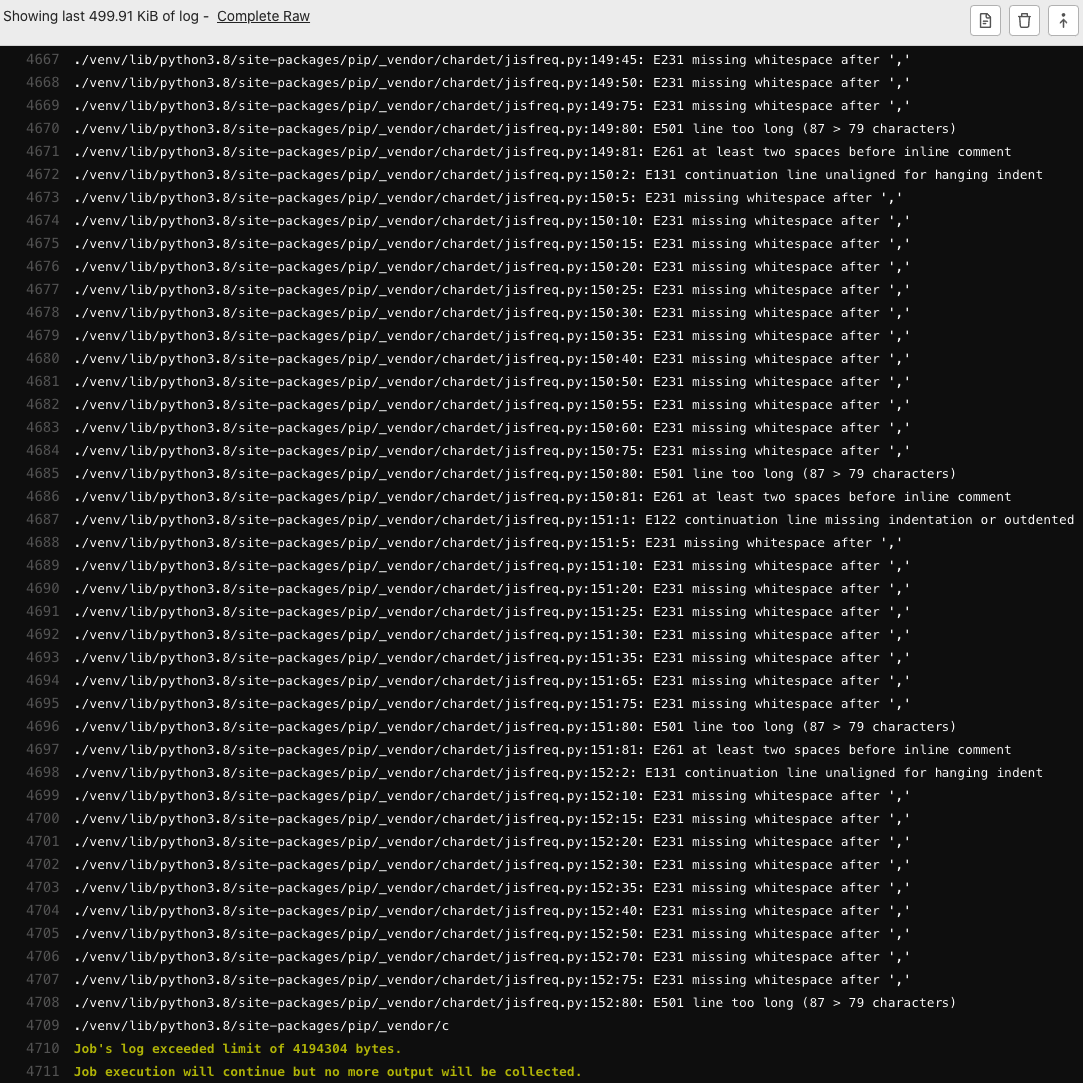 Showing last 499.91 KiB of log - Complete Raw
4667 ./venv/lib/python3.8/site-packages/pip/_vendor/chardet/jisfreq.py:149:45: E231 missing whitespace after ','
4668 ./venv/lib/python3.8/site-packages/pip/_vendor/chardet/jisfreq.py:149:50: E231 missing whitespace after ','
4669 ./venv/lib/python3.8/site-packages/pip/_vendor/chardet/jisfreq.py:149:75: E231 missing whitespace after ','
4670 ./venv/lib/python3.8/site-packages/pip/_vendor/chardet/jisfreq.py:149:80: E501 line too long (87 > 79 characters)
4671 ./venv/lib/python3.8/site-packages/pip/_vendor/chardet/jisfreq.py:149:81: E261 at least two spaces before inline comment
4672 ./venv/lib/python3.8/site-packages/pip/_vendor/chardet/jisfreq.py:150:2: E131 continuation line unaligned for hanging indent
4673 ./venv/lib/python3.8/site-packages/pip/_vendor/chardet/jisfreq.py:150:5: E231 missing whitespace after ','
4674 ./venv/lib/python3.8/site-packages/pip/_vendor/chardet/jisfreq.py:150:10: E231 missing whitespace after ','
4675 ./venv/lib/python3.8/site-packages/pip/_vendor/chardet/jisfreq.py:150:15: E231 missing whitespace after ','
4676 ./venv/lib/python3.8/site-packages/pip/_vendor/chardet/jisfreq.py:150:20: E231 missing whitespace after ','
4677 ./venv/lib/python3.8/site-packages/pip/_vendor/chardet/jisfreq.py:150:25: E231 missing whitespace after ','
4678 ./venv/lib/python3.8/site-packages/pip/_vendor/chardet/jisfreq.py:150:30: E231 missing whitespace after ','
4679 ./venv/lib/python3.8/site-packages/pip/_vendor/chardet/jisfreq.py:150:35: E231 missing whitespace after ','
4680 ./venv/lib/python3.8/site-packages/pip/_vendor/chardet/jisfreq.py:150:40: E231 missing whitespace after ','
4681 ./venv/lib/python3.8/site-packages/pip/_vendor/chardet/jisfreq.py:150:50: E231 missing whitespace after ','
4682 ./venv/lib/python3.8/site-packages/pip/_vendor/chardet/jisfreq.py:150:55: E231 missing whitespace after ','
4683 ./venv/lib/python3.8/site-packages/pip/_vendor/chardet/jisfreq.py:150:60: E231 missing whitespace after ','
4684 ./venv/lib/python3.8/site-packages/pip/_vendor/chardet/jisfreq.py:150:75: E231 missing whitespace after ','
4685 ./venv/lib/python3.8/site-packages/pip/_vendor/chardet/jisfreq.py:150:80: E501 line too long (87 > 79 characters)
4686 ./venv/lib/python3.8/site-packages/pip/_vendor/chardet/jisfreq.py:150:81: E261 at least two spaces before inline comment
4687 ./venv/lib/python3.8/site-packages/pip/_vendor/chardet/jisfreq.py:151:1: E122 continuation line missing indentation or outdented
4688 ./venv/lib/python3.8/site-packages/pip/_vendor/chardet/jisfreq.py:151:5: E231 missing whitespace after ','
4689 ./venv/lib/python3.8/site-packages/pip/_vendor/chardet/jisfreq.py:151:10: E231 missing whitespace after ','
4690 ./venv/lib/python3.8/site-packages/pip/_vendor/chardet/jisfreq.py:151:20: E231 missing whitespace after ','
4691 ./venv/lib/python3.8/site-packages/pip/_vendor/chardet/jisfreq.py:151:25: E231 missing whitespace after ','
4692 ./venv/lib/python3.8/site-packages/pip/_vendor/chardet/jisfreq.py:151:30: E231 missing whitespace after ','
4693 ./venv/lib/python3.8/site-packages/pip/_vendor/chardet/jisfreq.py:151:35: E231 missing whitespace after ','
4694 ./venv/lib/python3.8/site-packages/pip/_vendor/chardet/jisfreq.py:151:65: E231 missing whitespace after ','
4695 ./venv/lib/python3.8/site-packages/pip/_vendor/chardet/jisfreq.py:151:75: E231 missing whitespace after ','
4696 ./venv/lib/python3.8/site-packages/pip/_vendor/chardet/jisfreq.py:151:80: E501 line too long (87 > 79 characters)
4697 ./venv/lib/python3.8/site-packages/pip/_vendor/chardet/jisfreq.py:151:81: E261 at least two spaces before inline comment
4698 ./venv/lib/python3.8/site-packages/pip/_vendor/chardet/jisfreq.py:152:2: E131 continuation line unaligned for hanging indent
4699 ./venv/lib/python3.8/site-packages/pip/_vendor/chardet/jisfreq.py:152:10: E231 missing whitespace after ','
4700 ./venv/lib/python3.8/site-packages/pip/_vendor/chardet/jisfreq.py:152:15: E231 missing whitespace after ','
4701 ./venv/lib/python3.8/site-packages/pip/_vendor/chardet/jisfreq.py:152:20: E231 missing whitespace after ','
4702 ./venv/lib/python3.8/site-packages/pip/_vendor/chardet/jisfreq.py:152:30: E231 missing whitespace after ','
4703 ./venv/lib/python3.8/site-packages/pip/_vendor/chardet/jisfreq.py:152:35: E231 missing whitespace after ','
4704 ./venv/lib/python3.8/site-packages/pip/_vendor/chardet/jisfreq.py:152:40: E231 missing whitespace after ','
4705 ./venv/lib/python3.8/site-packages/pip/_vendor/chardet/jisfreq.py:152:50: E231 missing whitespace after ','
4706 ./venv/lib/python3.8/site-packages/pip/_vendor/chardet/jisfreq.py:152:70: E231 missing whitespace after ','
4707 ./venv/lib/python3.8/site-packages/pip/_vendor/chardet/jisfreq.py:152:75: E231 missing whitespace after ','
4708 ./venv/lib/python3.8/site-packages/pip/_vendor/chardet/jisfreq.py:152:80: E501 line too long (87 > 79 characters)
4709 ./venv/lib/python3.8/site-packages/pip/_vendor/c
4710 Job's log exceeded limit of 4194304 bytes.
4711 Job execution will continue but no more output will be collected.